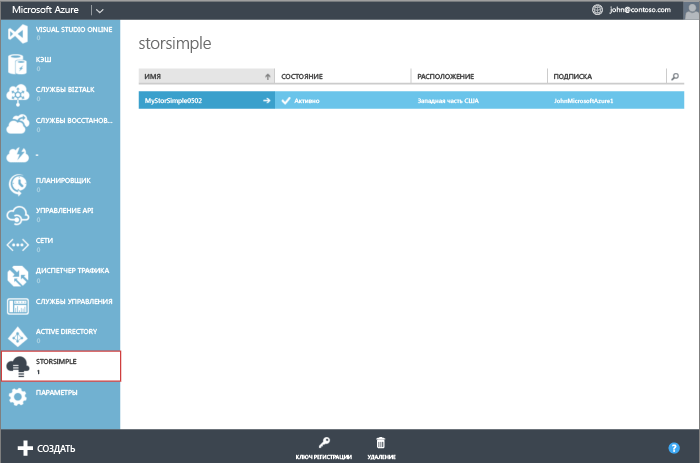 Microsoft Azure
john@contoso.com
VISUAL STUDIO ONLINE
0
КЭШ
0
СЛУЖБЫ BIZTALK
0
СЛУЖБЫ ВОССТАНОВ...
0
-
ПЛАНИРОВЩИК
0
УПРАВЛЕНИЕ API
0
СЕТИ
0
ДИСПЕТЧЕР ТРАФИКА
0
СЛУЖБЫ УПРАВЛЕНИЯ
ACTIVE DIRECTORY
0
STORSIMPLE
1
ПАРАМЕТРЫ
storsimple
ИМЯ СОСТОЯНИЕ РАСПОЛОЖЕНИЕ ПОДПИСКА
MyStorSimple0502 Активно Западная часть США JohnMicrosoftAzure1
СОЗДАТЬ
КЛЮЧ РЕГИСТРАЦИИ
УДАЛЕНИЕ
?